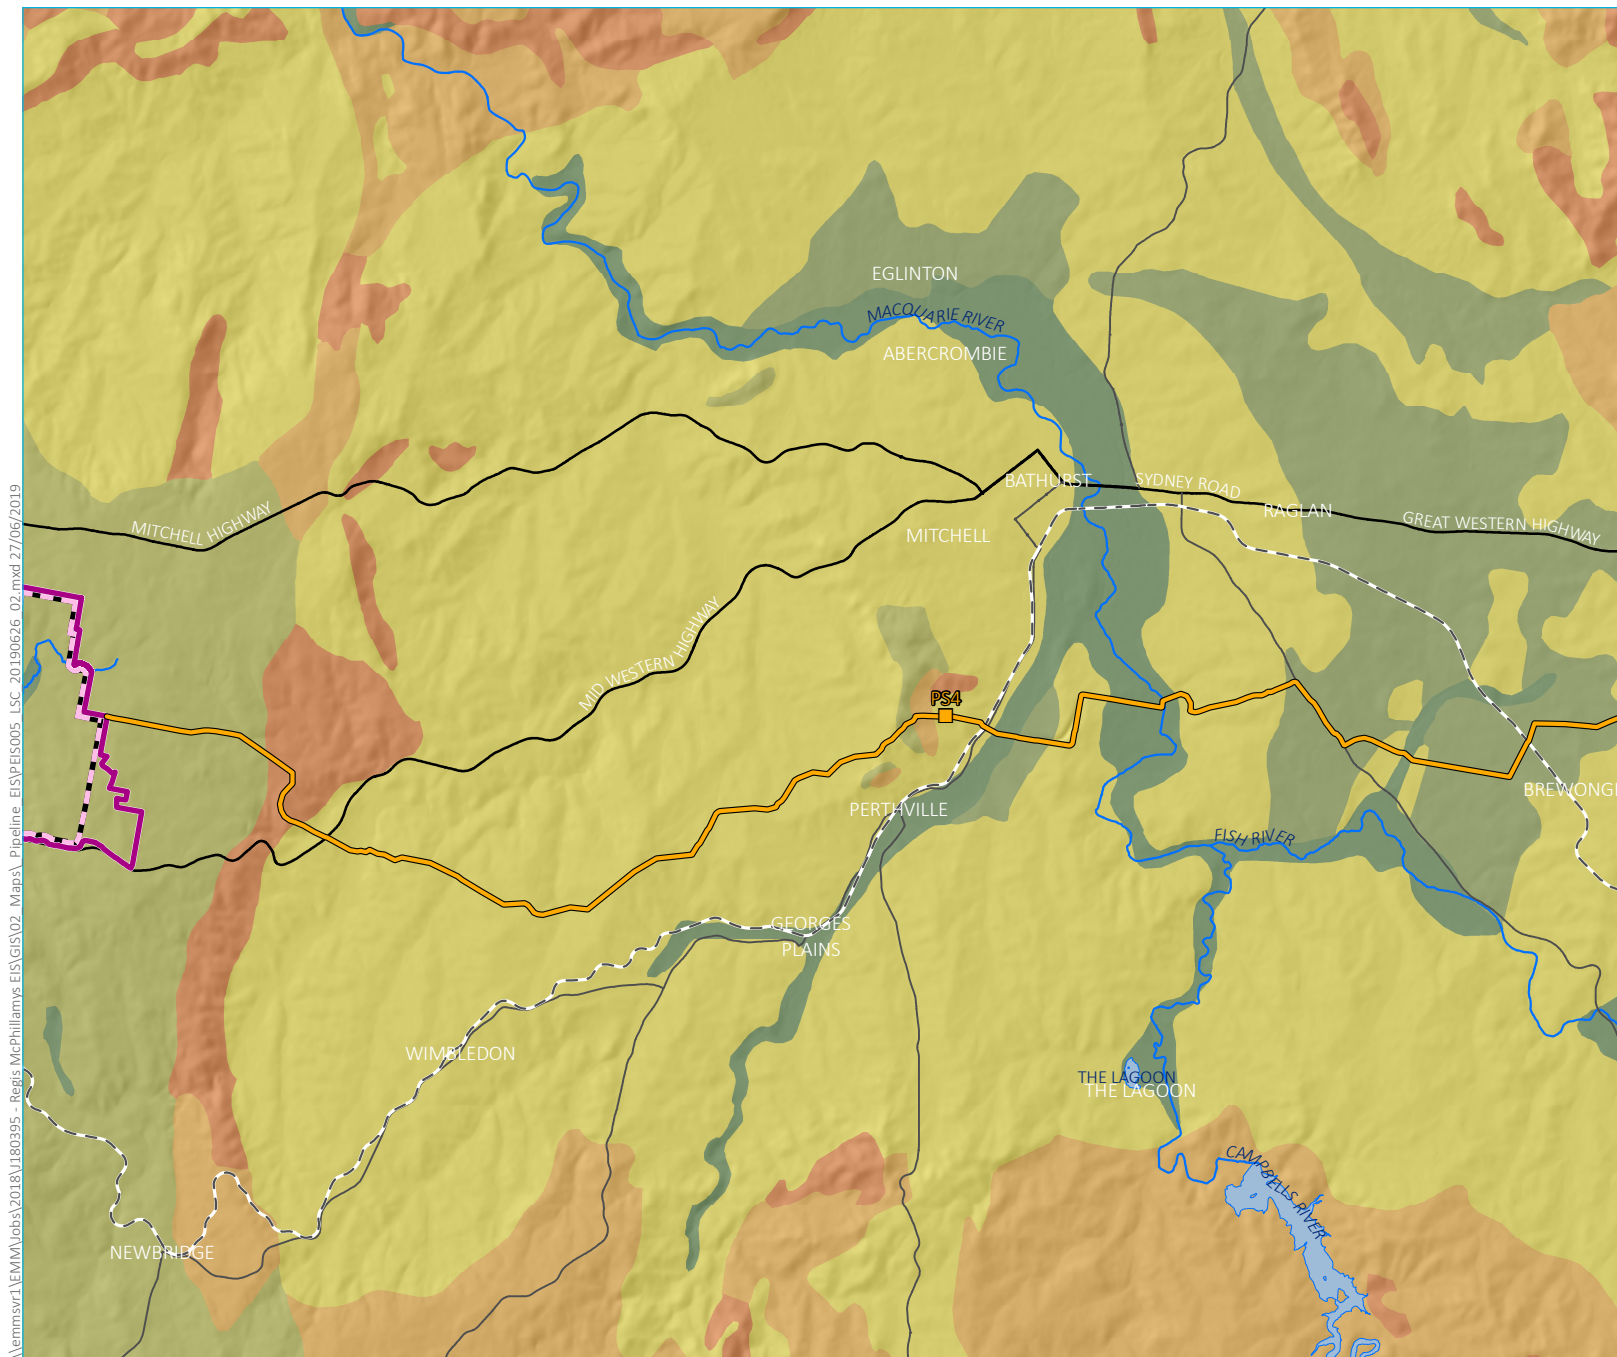 EGLINTON
MACQUARIE RIVER
ABERCROMBIE
BATHURST
SYDNEY ROAD
RAGLAN
GREAT WESTERN HIGHWAY
MITCHELL HIGHWAY
MITCHELL
MID WESTERN HIGHWAY
PS4
PERTHVILLE
BREWONG
FISH RIVER
GEORGES
PLAINS
WIMBLEDON
THE LAGOON
THE LAGOON
CAMPBELLS RIVER
NEWBRIDGE
\\emmsvr1\EMM\Jobs\2018\J180395 - Regis McPhillamys EIS\GIS\02_Maps\_Pipeline_EIS\PEIS005_LSC_20190626_02.mxd 27/06/2019